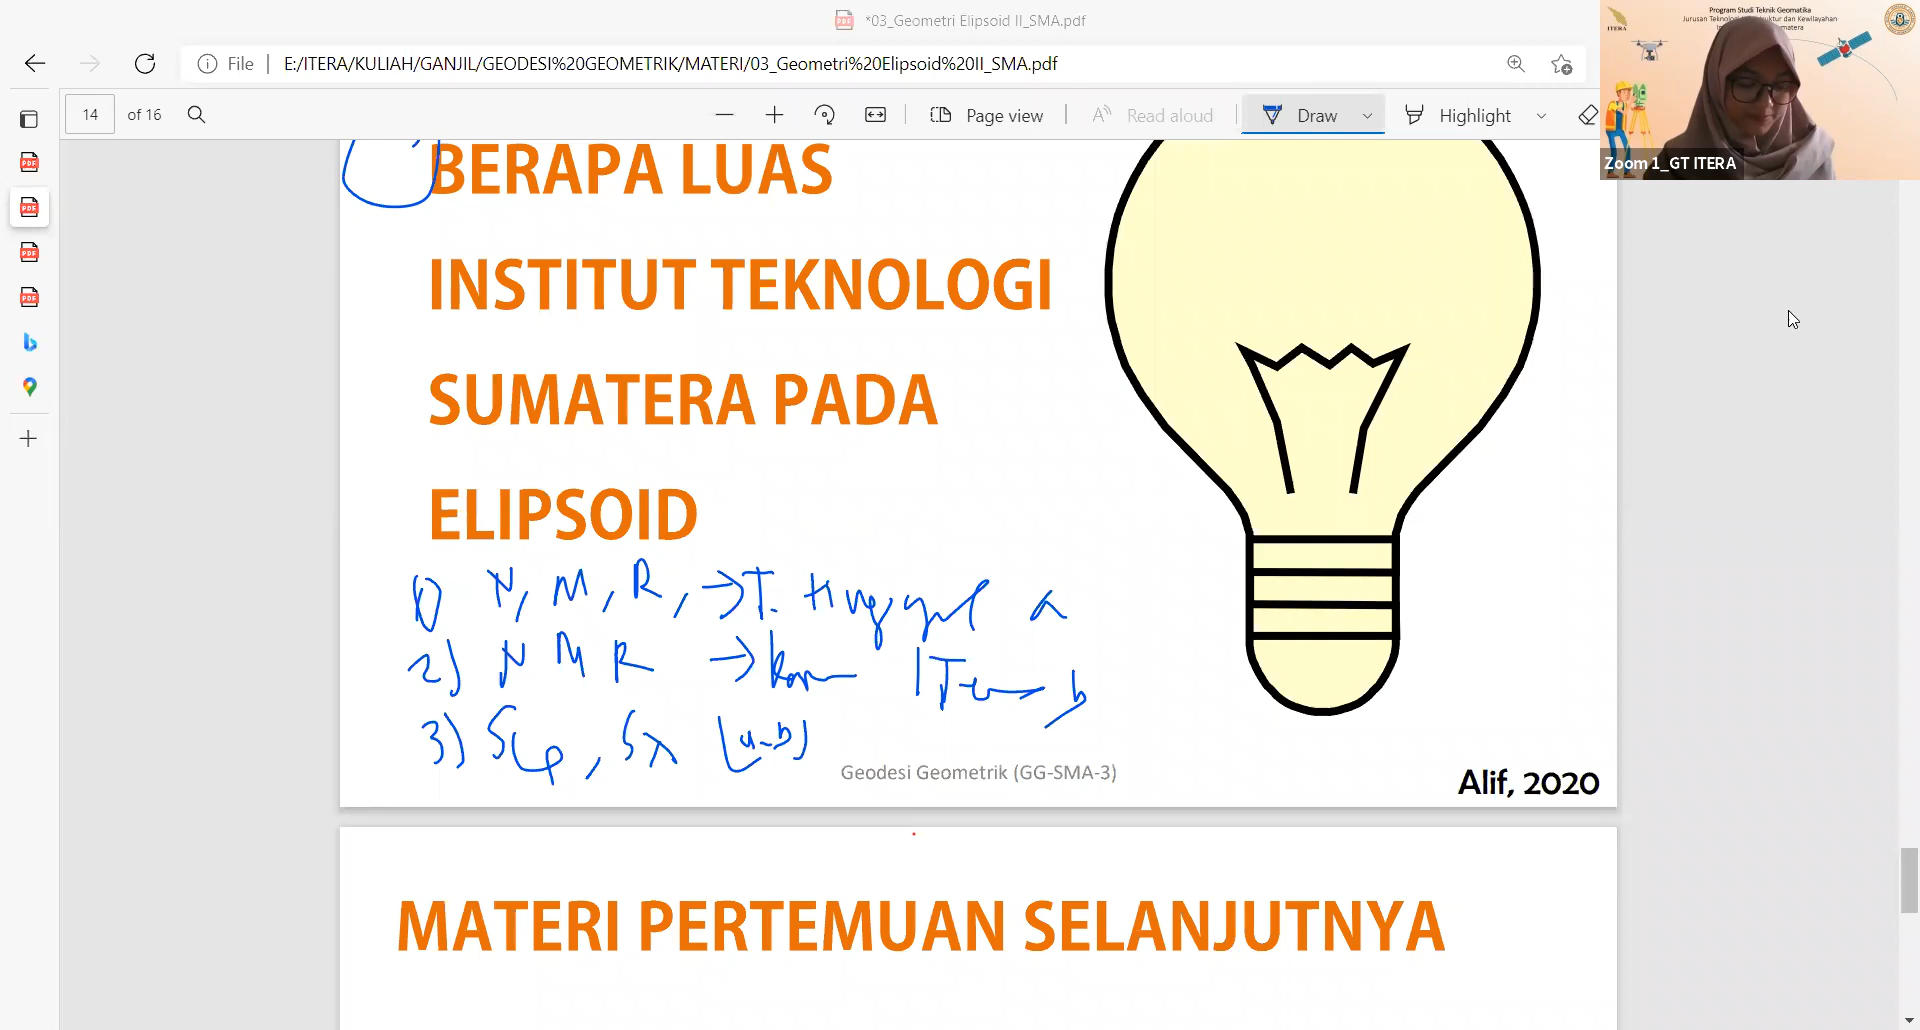 *03_Geometri Elipsoid II_SMA.pdf
File
E:/ITERA/KULIAH/GANJIL/GEODESI%20GEOMETRIK/MATERI/03_Geometri%20Elipsoid%20II_SMA.pdf
14 of 16
Page view
Read aloud
Draw
Highlight
Program Studi Teknik Geomatika
ITERA
Zoom 1_GT ITERA
BERAPA LUAS
INSTITUT TEKNOLOGI
SUMATERA PADA
ELIPSOID
1) N, M, R, → T. tinggal a
2) N M R → ITera b
3) Sφ, Sλ (a-b)
Geodesi Geometrik (GG-SMA-3)
Alif, 2020
MATERI PERTEMUAN SELANJUTNYA